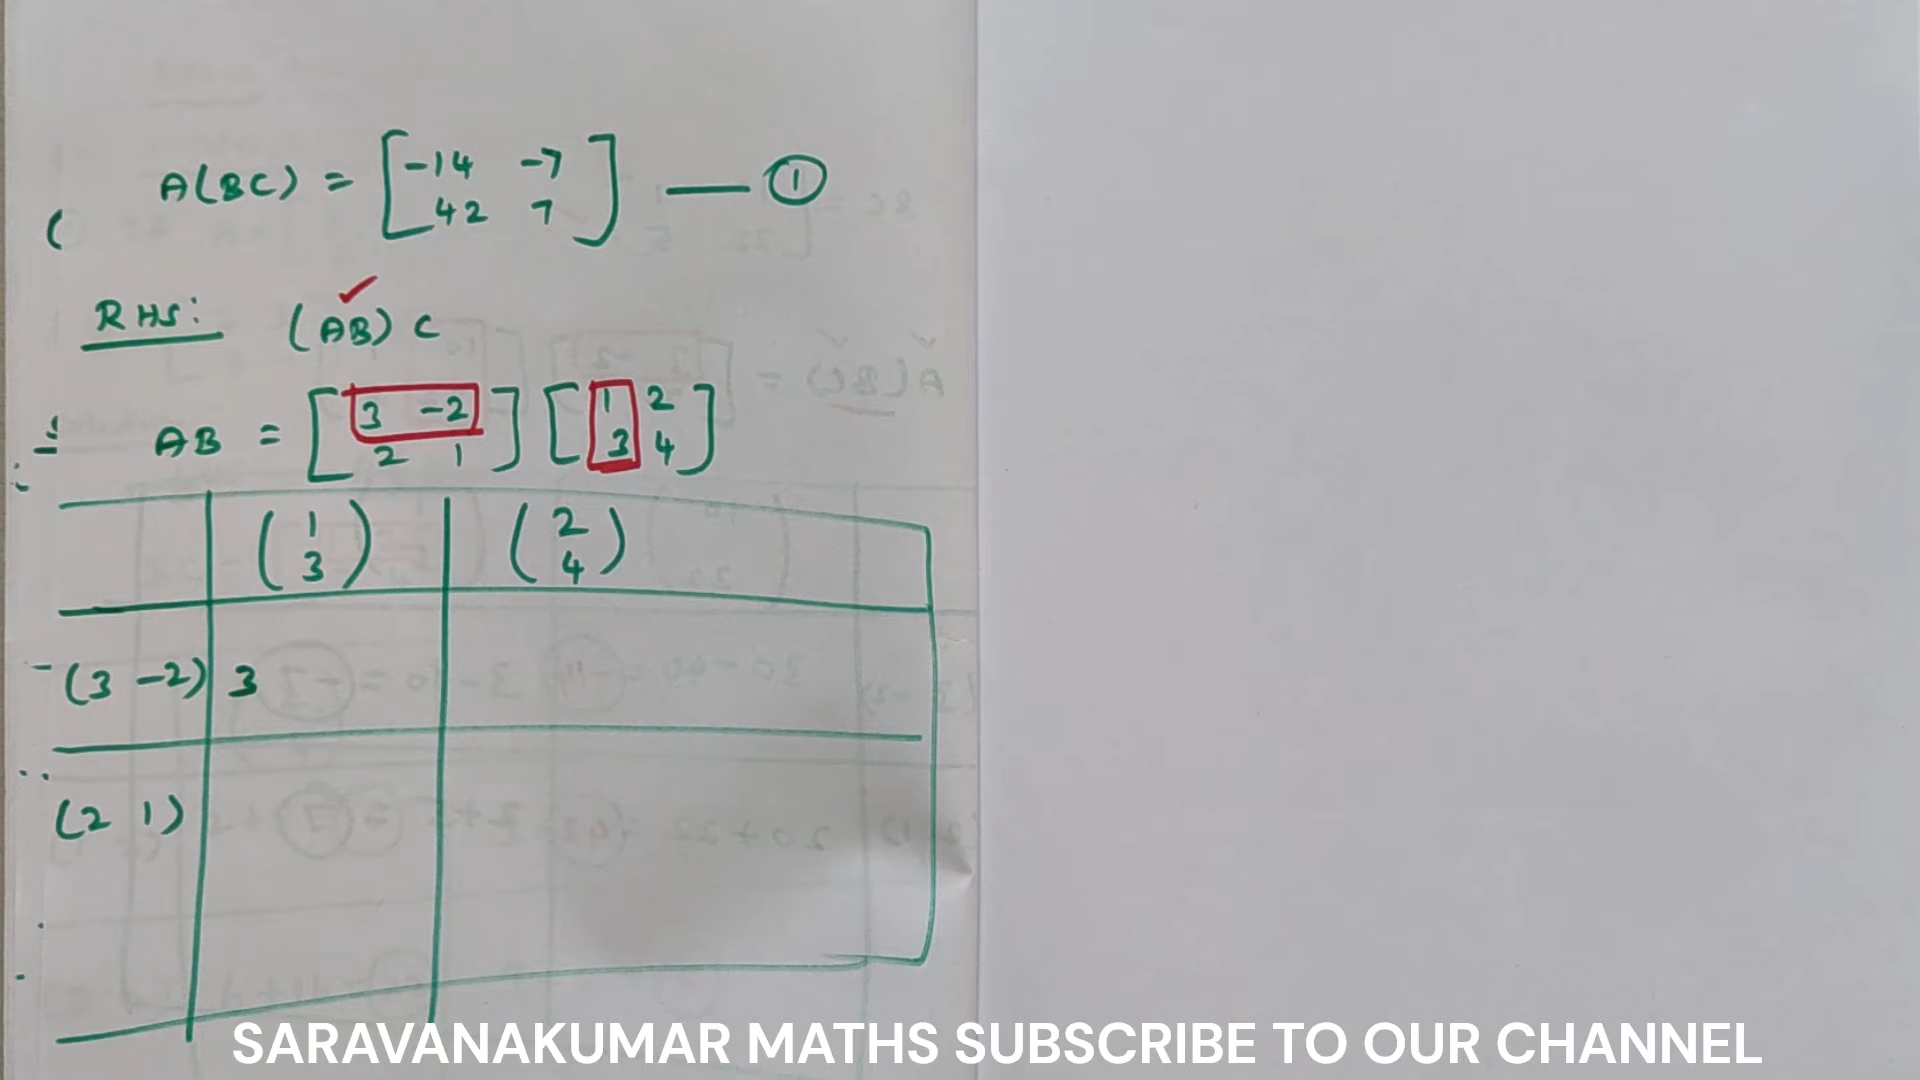 A(BC) = [-14 -7
42 7] — ①
RHS: (AB) C
AB = [3 -2
2 1] [1 2
3 4]
(1
3) (2
4)
(3 -2) 3
(2 1)
SARAVANAKUMAR MATHS SUBSCRIBE TO OUR CHANNEL